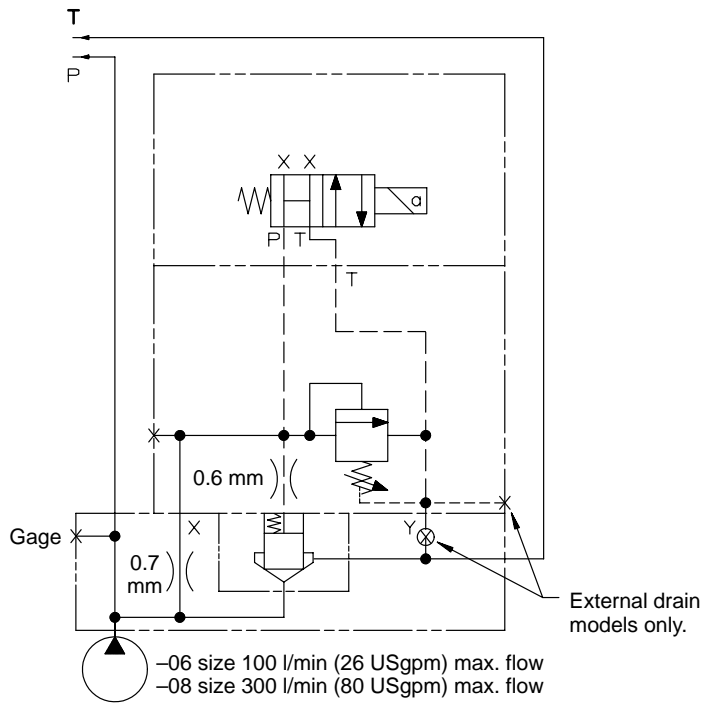 T
P
X X
a
P T
T
0.6 mm
Gage
X
Y
0.7
mm
External drain
models only.
–06 size 100 l/min (26 USgpm) max. flow
–08 size 300 l/min (80 USgpm) max. flow